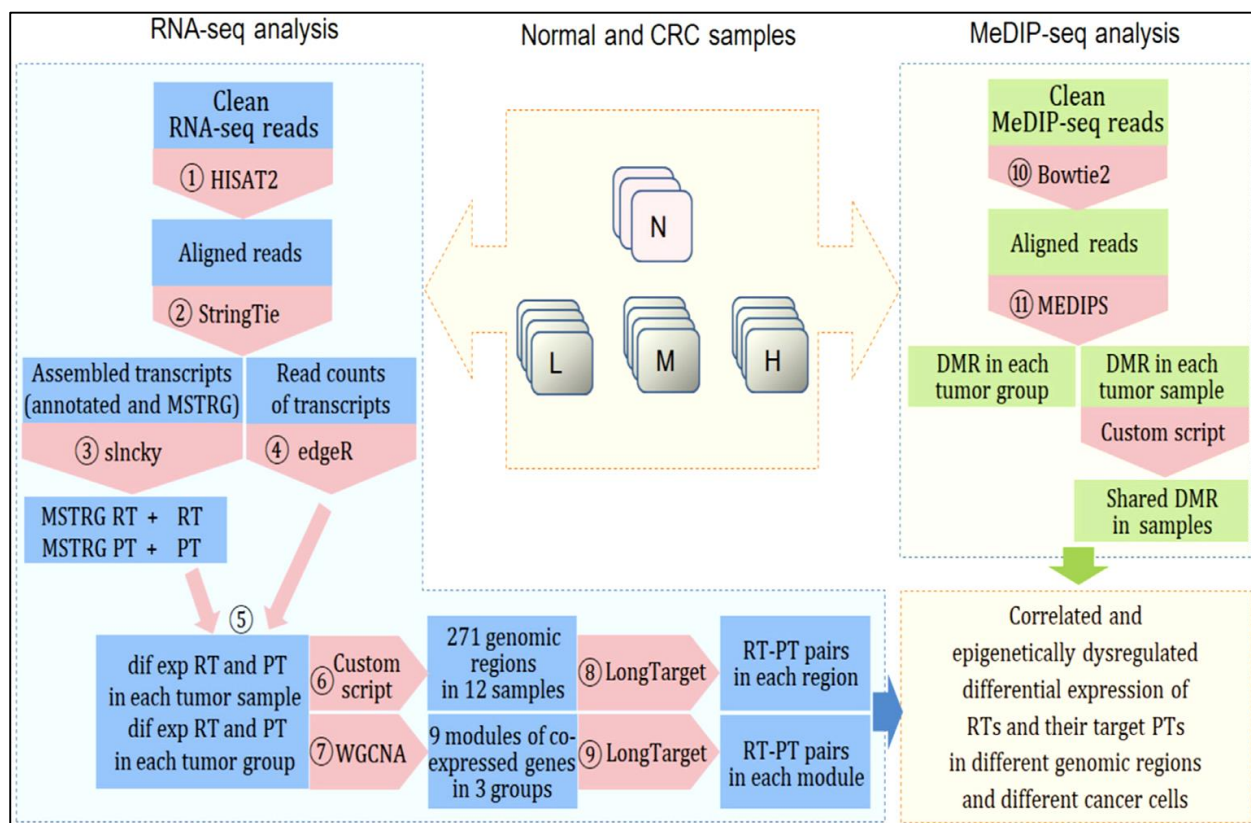 RNA-seq analysis
Normal and CRC samples
MeDIP-seq analysis
Clean
RNA-seq reads
① HISAT2
Aligned reads
② StringTie
Assembled transcripts
(annotated and MSTRG)
Read counts
of transcripts
③ slncky
④ edgeR
MSTRG RT + RT
MSTRG PT + PT
⑤
dif exp RT and PT
in each tumor sample
dif exp RT and PT
in each tumor group
⑥ Custom
script
⑦ WGCNA
271 genomic
regions
in 12 samples
9 modules of co-
expressed genes
in 3 groups
⑧ LongTarget
⑨ LongTarget
RT-PT pairs
in each region
RT-PT pairs
in each module
N
L
M
H
Clean
MeDIP-seq reads
⑩ Bowtie2
Aligned reads
⑪ MEDIPS
DMR in each
tumor group
DMR in each
tumor sample
Custom script
Shared DMR
in samples
Correlated and
epigenetically dysregulated
differential expression of
RTs and their target PTs
in different genomic regions
and different cancer cells